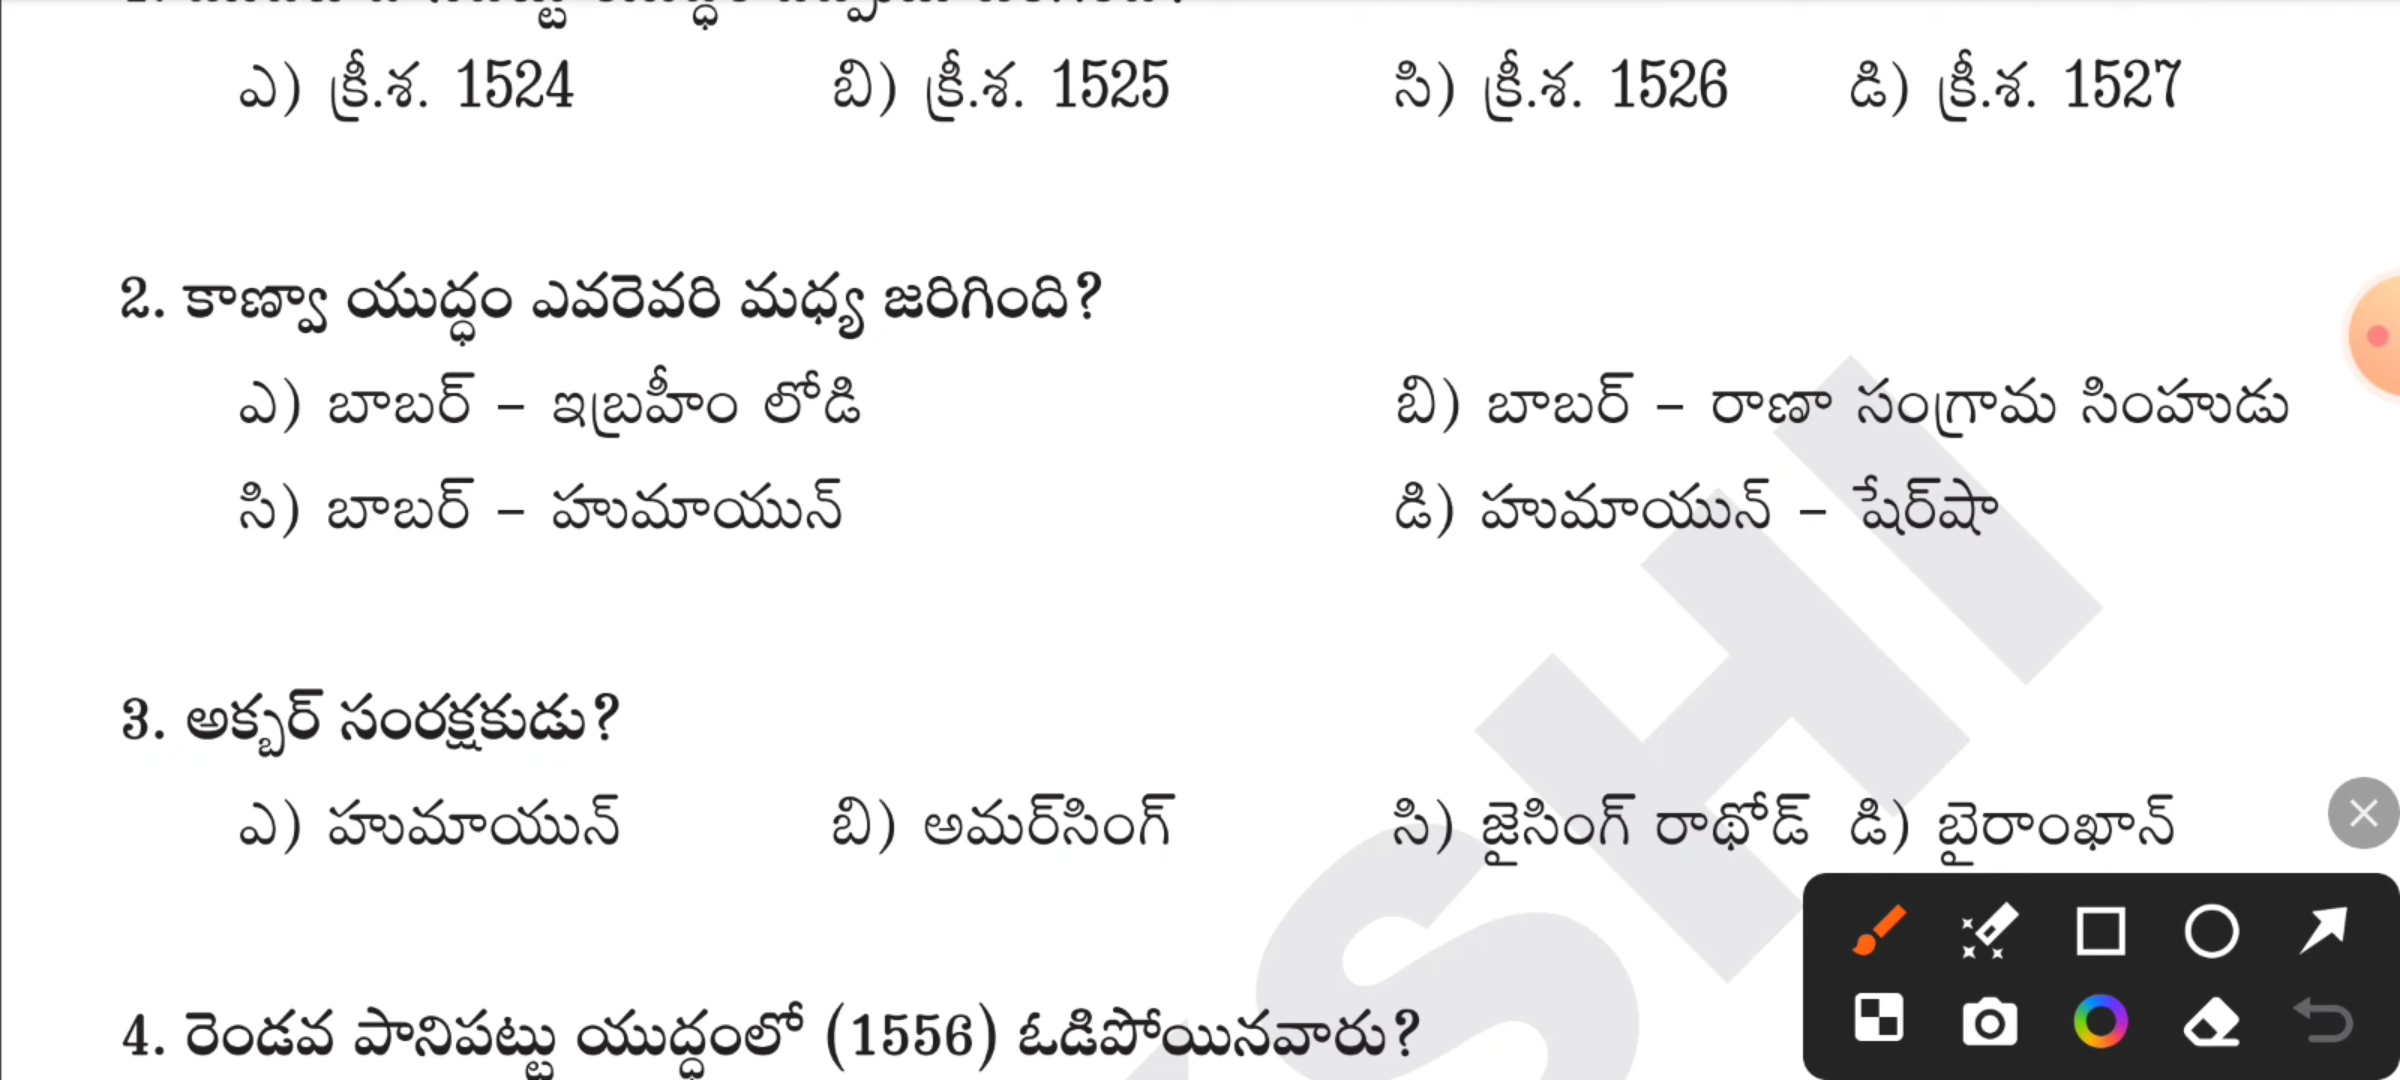 ఎ) క్రీ.శ. 1524 బి) క్రీ.శ. 1525 సి) క్రీ.శ. 1526 డి) క్రీ.శ. 1527
2. కాణ్వా యుద్ధం ఎవరెవరి మధ్య జరిగింది?
ఎ) బాబర్ – ఇబ్రహీం లోడి బి) బాబర్ – రాణా సంగ్రామ సింహుడు
సి) బాబర్ – హుమాయున్ డి) హుమాయున్ – షేర్‌షా
3. అక్బర్ సంరక్షకుడు?
ఎ) హుమాయున్ బి) అమర్‌సింగ్ సి) జైసింగ్ రాథోడ్ డి) బైరాంఖాన్
4. రెండవ పానిపట్టు యుద్ధంలో (1556) ఓడిపోయినవారు?
SHI